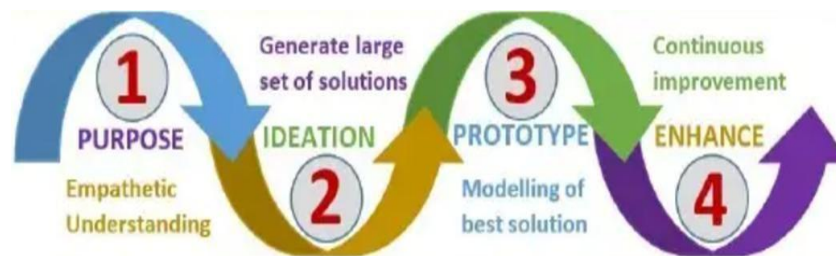 1
PURPOSE
Empathetic
Understanding
Generate large
set of solutions
IDEATION
2
3
PROTOTYPE
Modelling of
best solution
Continuous
improvement
ENHANCE
4